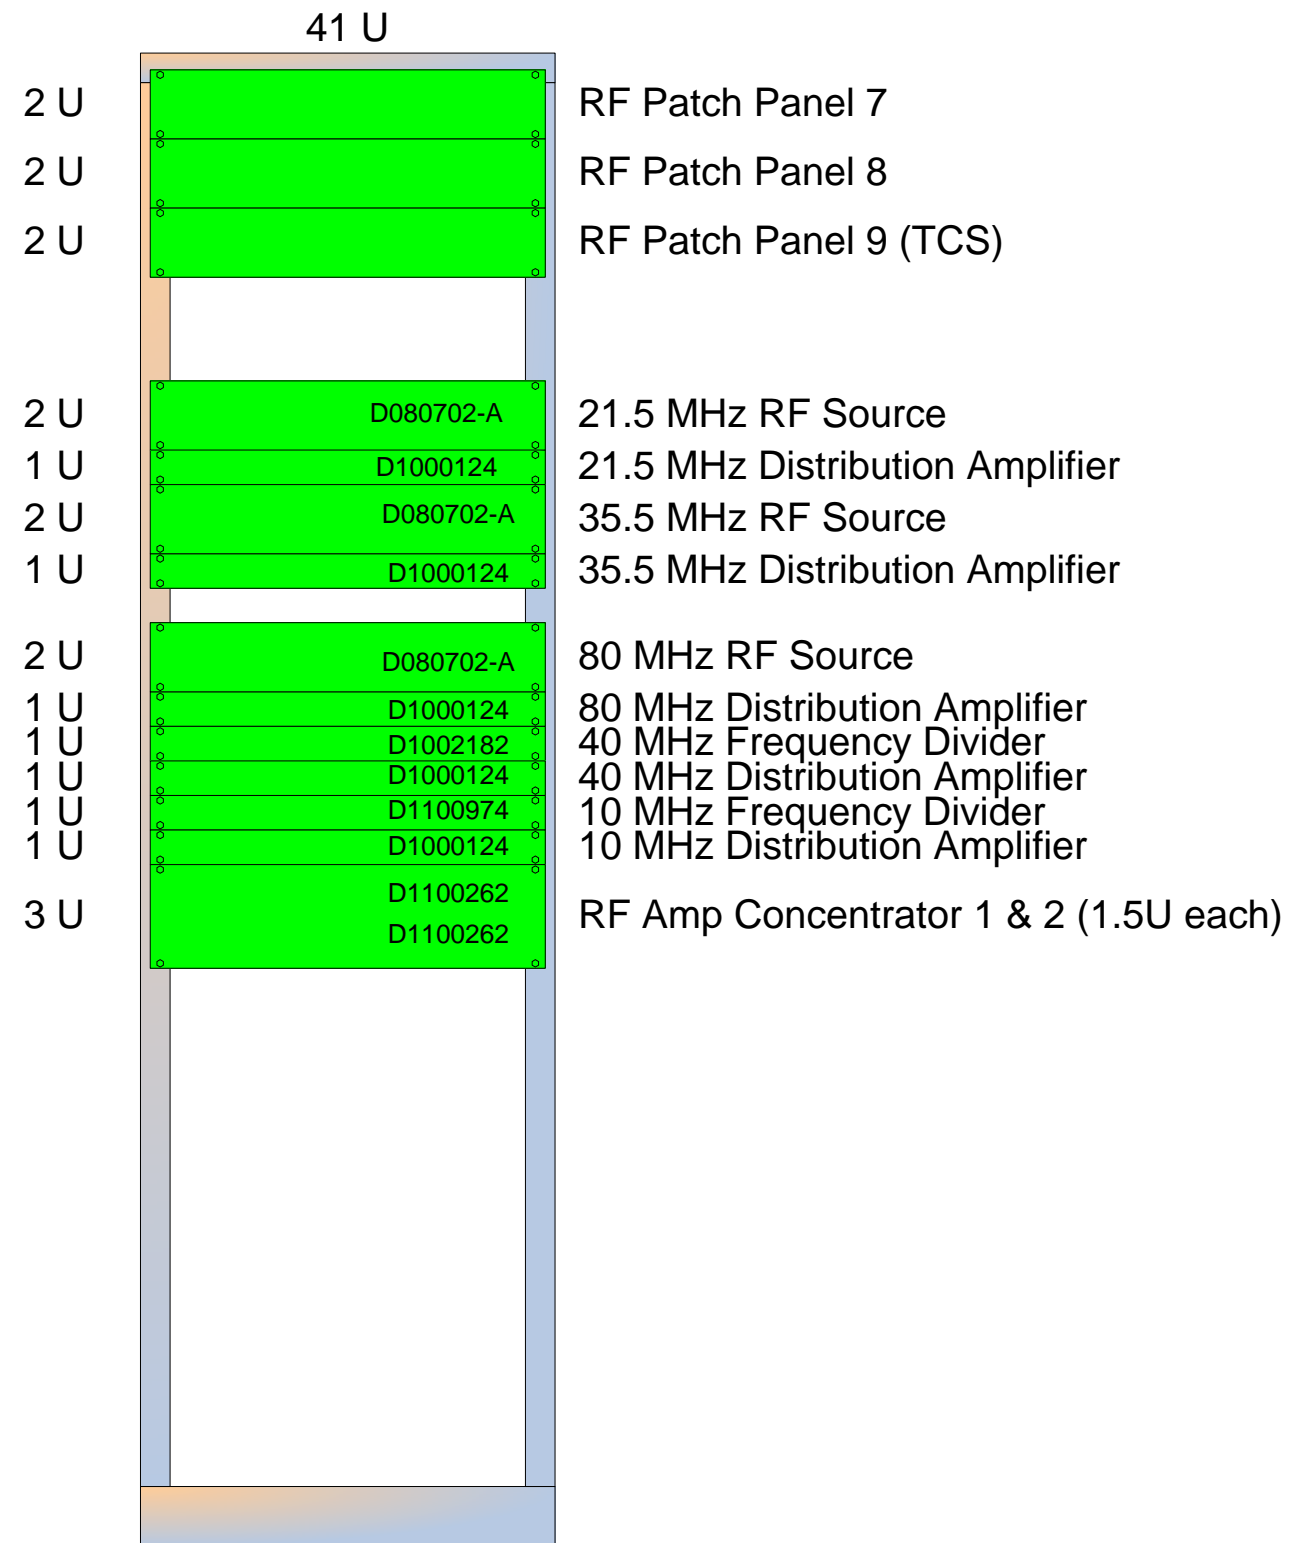 41 U
2 U RF Patch Panel 7
2 U RF Patch Panel 8
2 U RF Patch Panel 9 (TCS)
2 U D080702-A 21.5 MHz RF Source
1 U D1000124 21.5 MHz Distribution Amplifier
2 U D080702-A 35.5 MHz RF Source
1 U D1000124 35.5 MHz Distribution Amplifier
2 U D080702-A 80 MHz RF Source
1 U D1000124 80 MHz Distribution Amplifier
1 U D1002182 40 MHz Frequency Divider
1 U D1000124 40 MHz Distribution Amplifier
1 U D1100974 10 MHz Frequency Divider
1 U D1000124 10 MHz Distribution Amplifier
D1100262
3 U RF Amp Concentrator 1 & 2 (1.5U each)
D1100262